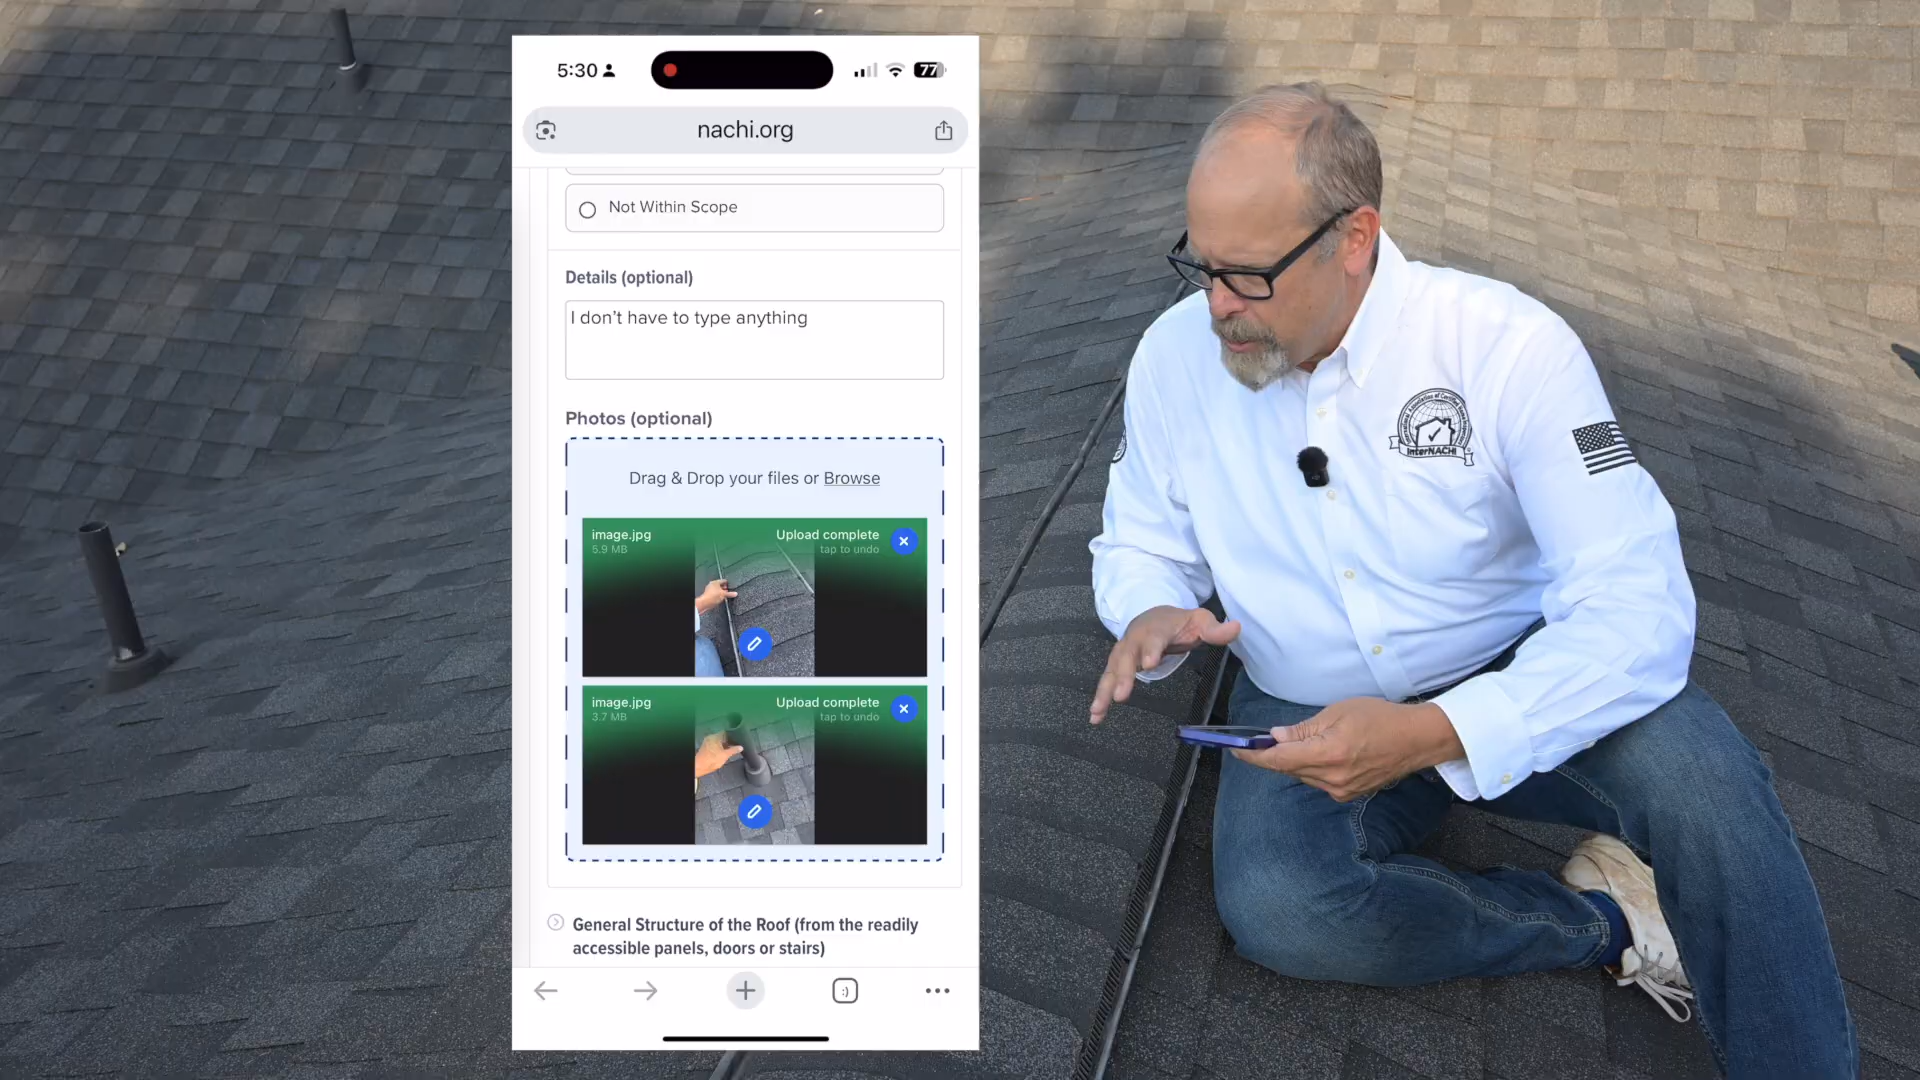 5:30
77
nachi.org
Not Within Scope
Details (optional)
I don't have to type anything
Photos (optional)
Drag & Drop your files or Browse
image.jpg
Upload complete
5.9 MB
tap to undo
image.jpg
Upload complete
3.7 MB
tap to undo
General Structure of the Roof (from the readily
accessible panels, doors or stairs)
:)
InterNACHI